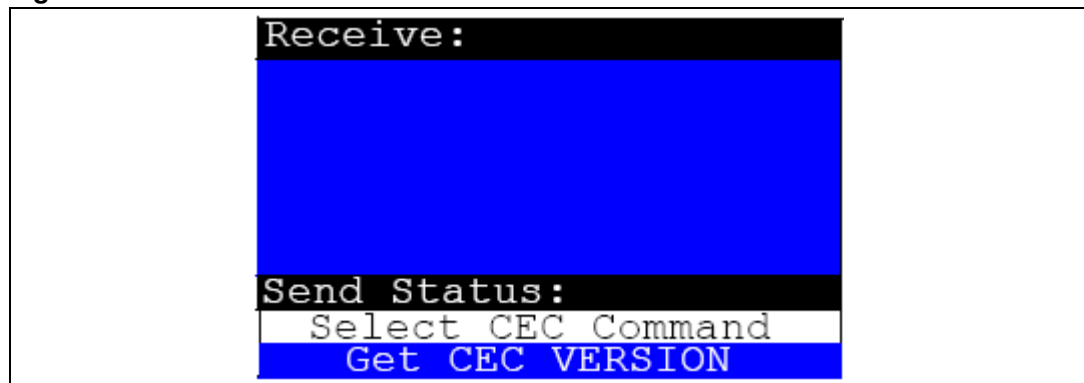 Receive:
Send Status:
Select CEC Command
Get CEC VERSION